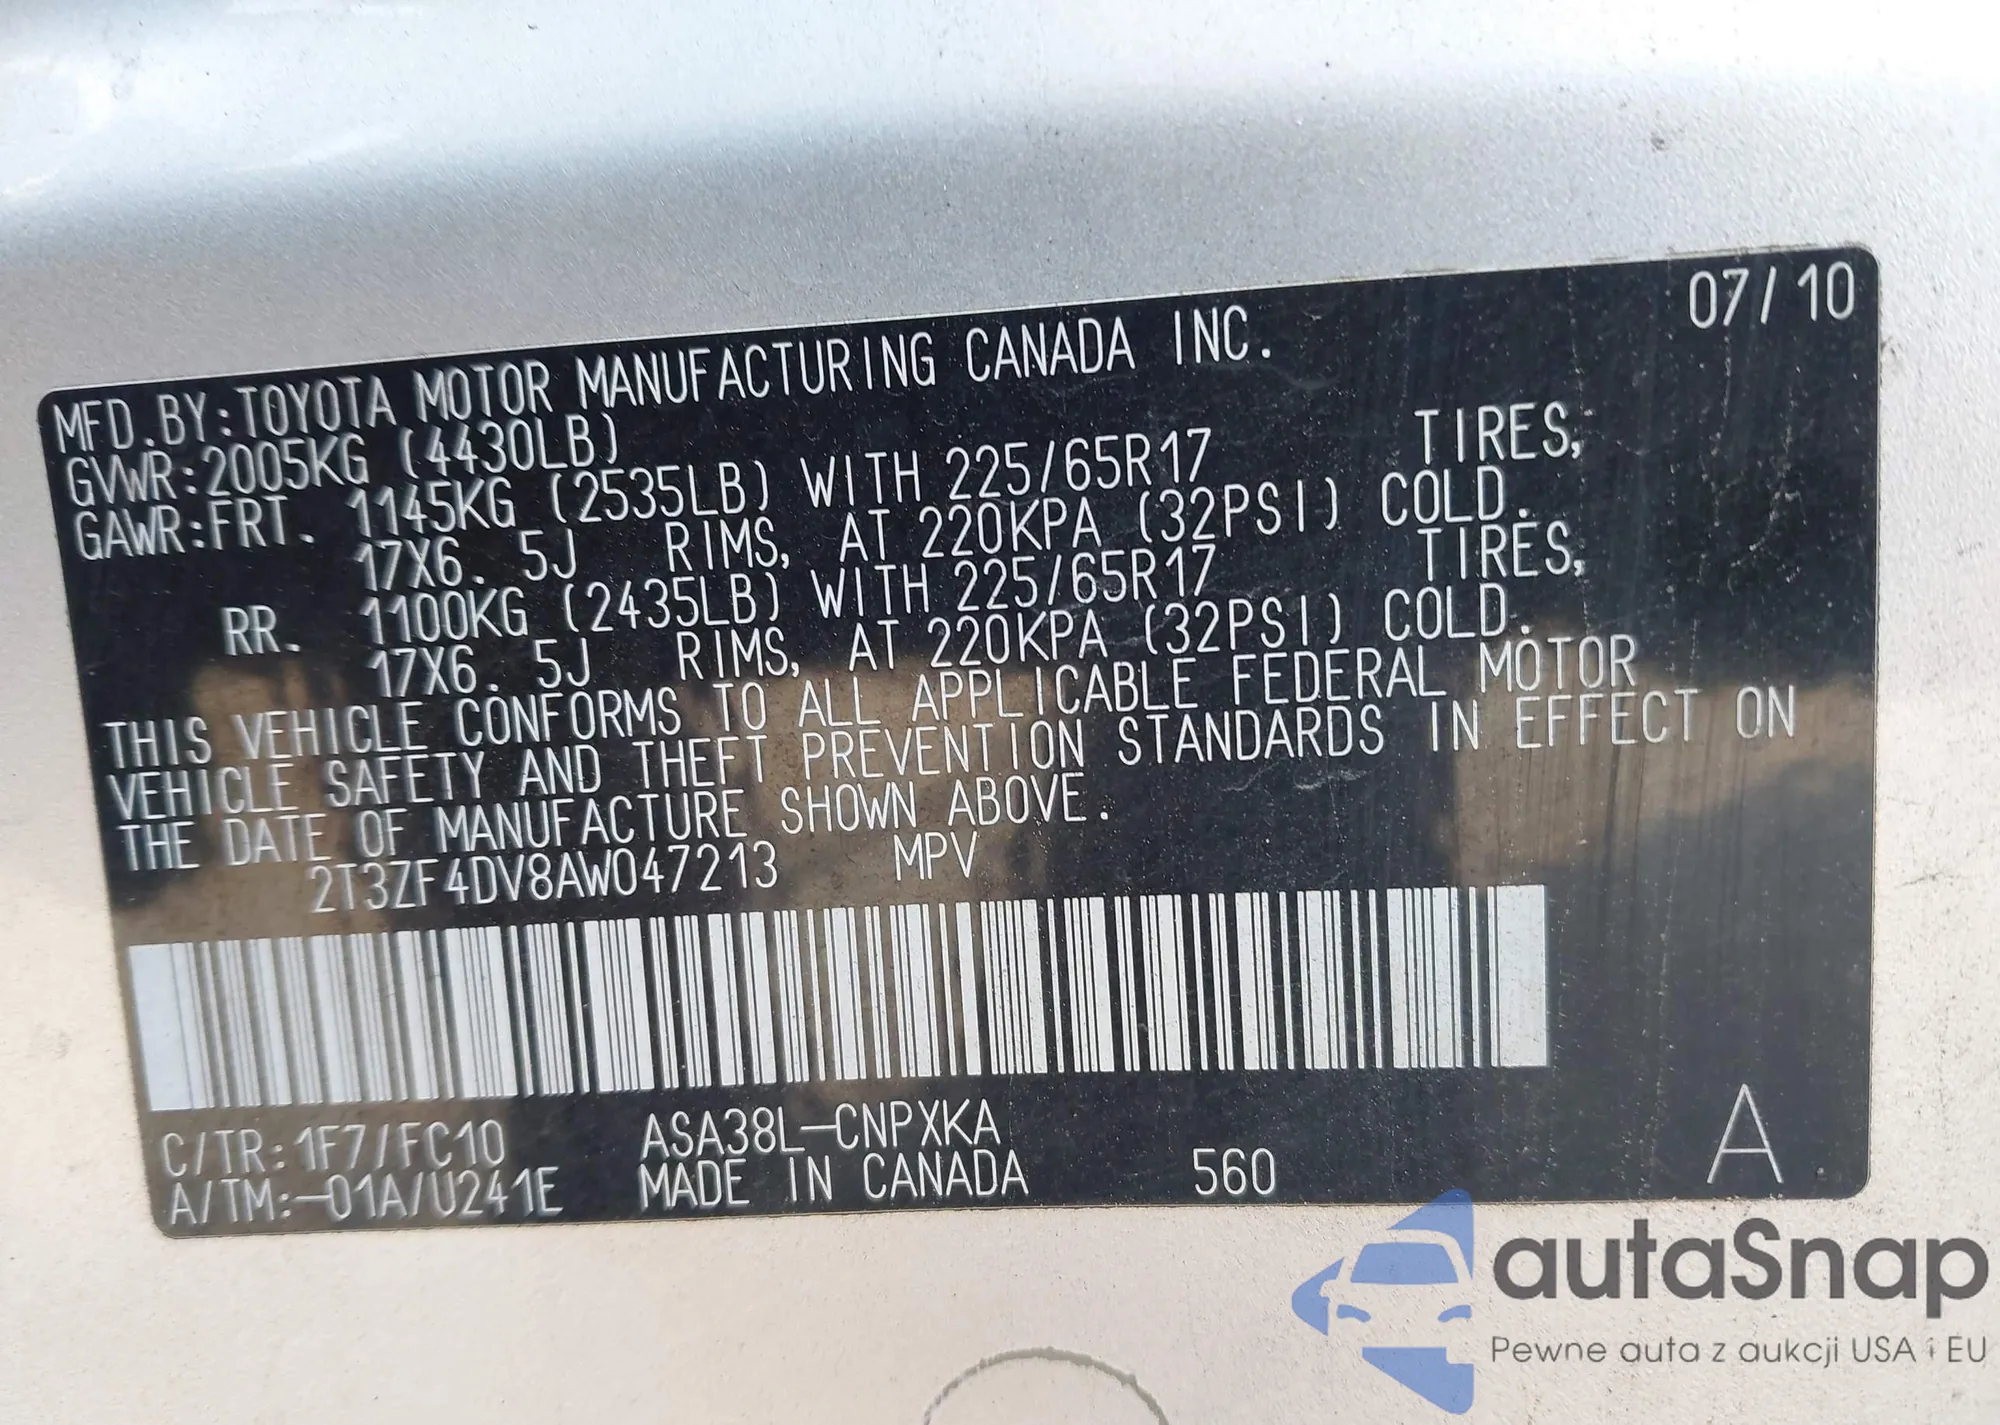 07/10
MFD.BY:TOYOTA MOTOR MANUFACTURING CANADA INC.
GVWR:2005KG (4430LB)
GAWR:FRT. 1145KG (2535LB) WITH 225/65R17 TIRES,
17X6.5J RIMS, AT 220KPA (32PSI) COLD.
RR. 1100KG (2435LB) WITH 225/65R17 TIRES,
17X6.5J RIMS, AT 220KPA (32PSI) COLD.
THIS VEHICLE CONFORMS TO ALL APPLICABLE FEDERAL MOTOR
VEHICLE SAFETY AND THEFT PREVENTION STANDARDS IN EFFECT ON
THE DATE OF MANUFACTURE SHOWN ABOVE.
2T3ZF4DV8AW047213 MPV
C/TR:1F7/FC10 ASA38L-CNPXKA
A/TM:-01A/U241E MADE IN CANADA 560 A
autoSnap
Pewne auta z aukcji USA i EU